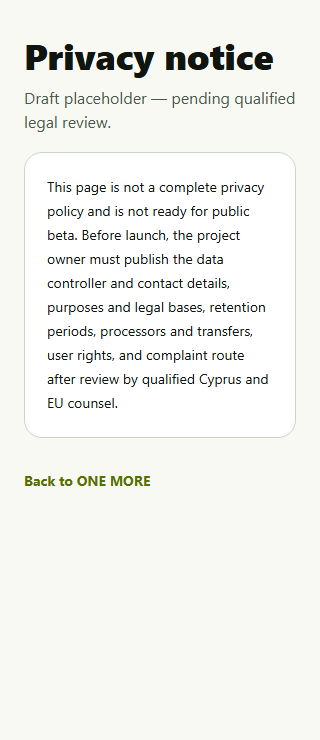 Privacy notice
Draft placeholder — pending qualified
legal review.
This page is not a complete privacy
policy and is not ready for public
beta. Before launch, the project
owner must publish the data
controller and contact details,
purposes and legal bases, retention
periods, processors and transfers,
user rights, and complaint route
after review by qualified Cyprus and
EU counsel.
Back to ONE MORE